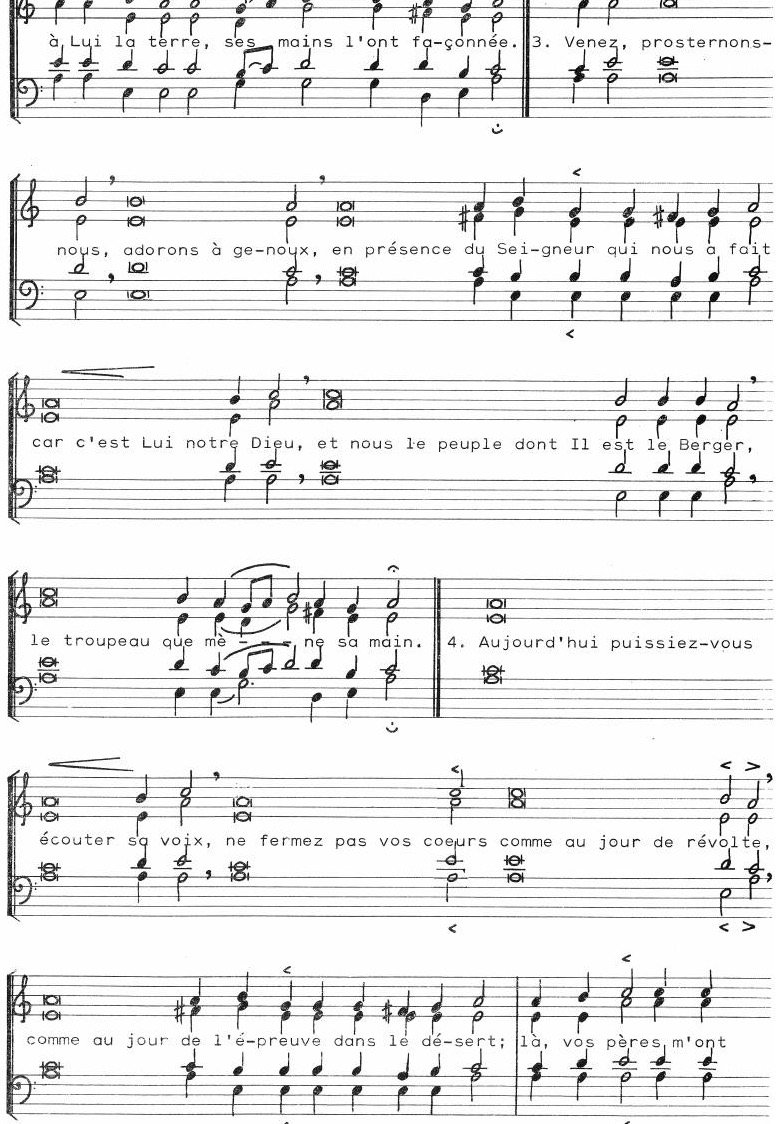 à Lui la terre, ses mains l'ont fa-çonnée. 3. Venez, prosternons-
nous, adorons à ge-noux, en présence du Sei-gneur qui nous a fait
car c'est Lui notre Dieu, et nous le peuple dont Il est le Berger,
le troupeau que mè - - - ne sa main. 4. Aujourd'hui puissiez-vous
écouter sa voix, ne fermez pas vos coeurs comme au jour de révolte,
comme au jour de l'é-preuve dans le dé-sert; là, vos pères m'ont